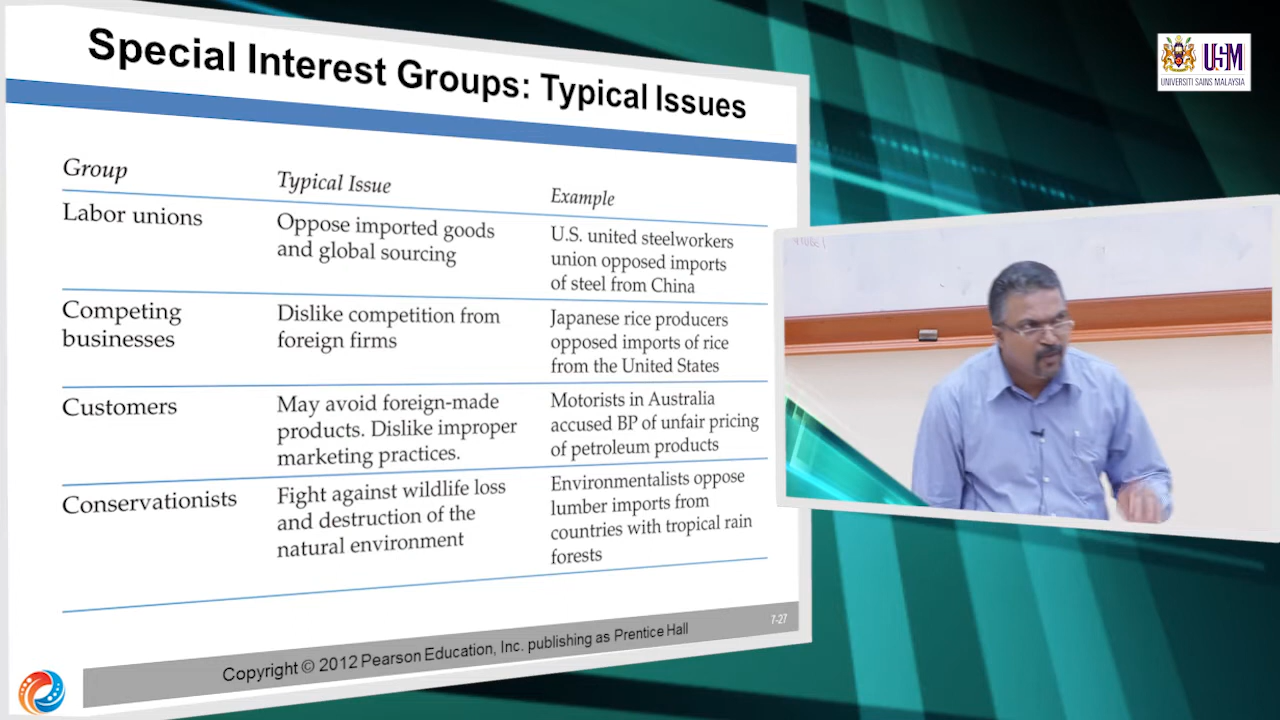 Special Interest Groups: Typical Issues
Group
Typical Issue
Example
Labor unions
Oppose imported goods
and global sourcing
U.S. united steelworkers
union opposed imports
of steel from China
Competing
businesses
Dislike competition from
foreign firms
Japanese rice producers
opposed imports of rice
from the United States
Customers
May avoid foreign-made
products. Dislike improper
marketing practices.
Motorists in Australia
accused BP of unfair pricing
of petroleum products
Conservationists
Fight against wildlife loss
and destruction of the
natural environment
Environmentalists oppose
lumber imports from
countries with tropical rain
forests
7-27
Copyright © 2012 Pearson Education, Inc. publishing as Prentice Hall
USM
UNIVERSITI SAINS MALAYSIA